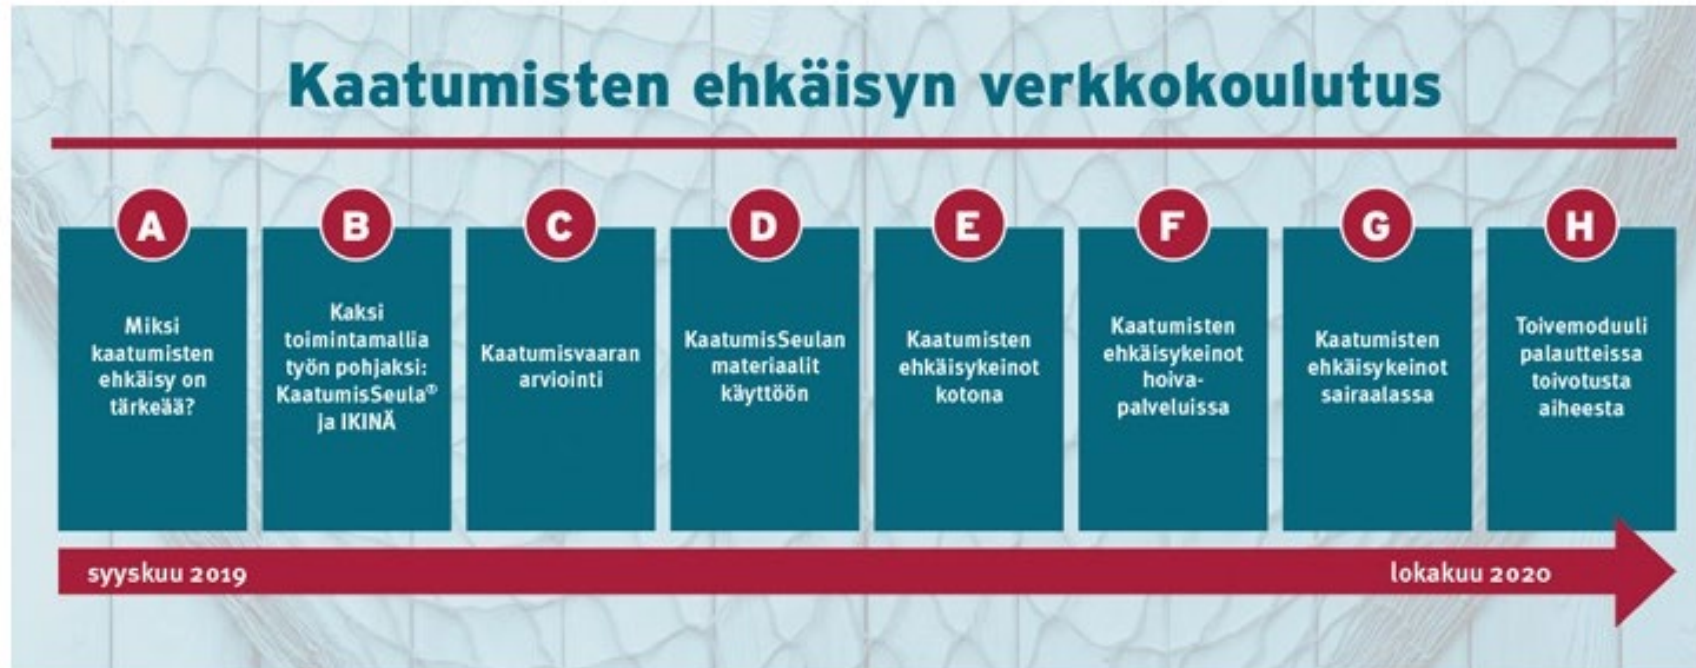 Kaatumisten ehkäisyn verkkokoulutus
A
Miksi
kaatumisten
ehkäisy on
tärkeää?
B
Kaksi
toimintamallia
työn pohjaksi:
KaatumisSeula®
ja IKINÄ
C
Kaatumisvaaran
arviointi
D
KaatumisSeulan
materiaalit
käyttöön
E
Kaatumisten
ehkäisykeinot
kotona
F
Kaatumisten
ehkäisykeinot
hoiva-
palveluissa
G
Kaatumisten
ehkäisykeinot
sairaalassa
H
Toivemoduuli
palautteissa
toivotusta
aiheesta
syyskuu 2019
lokakuu 2020